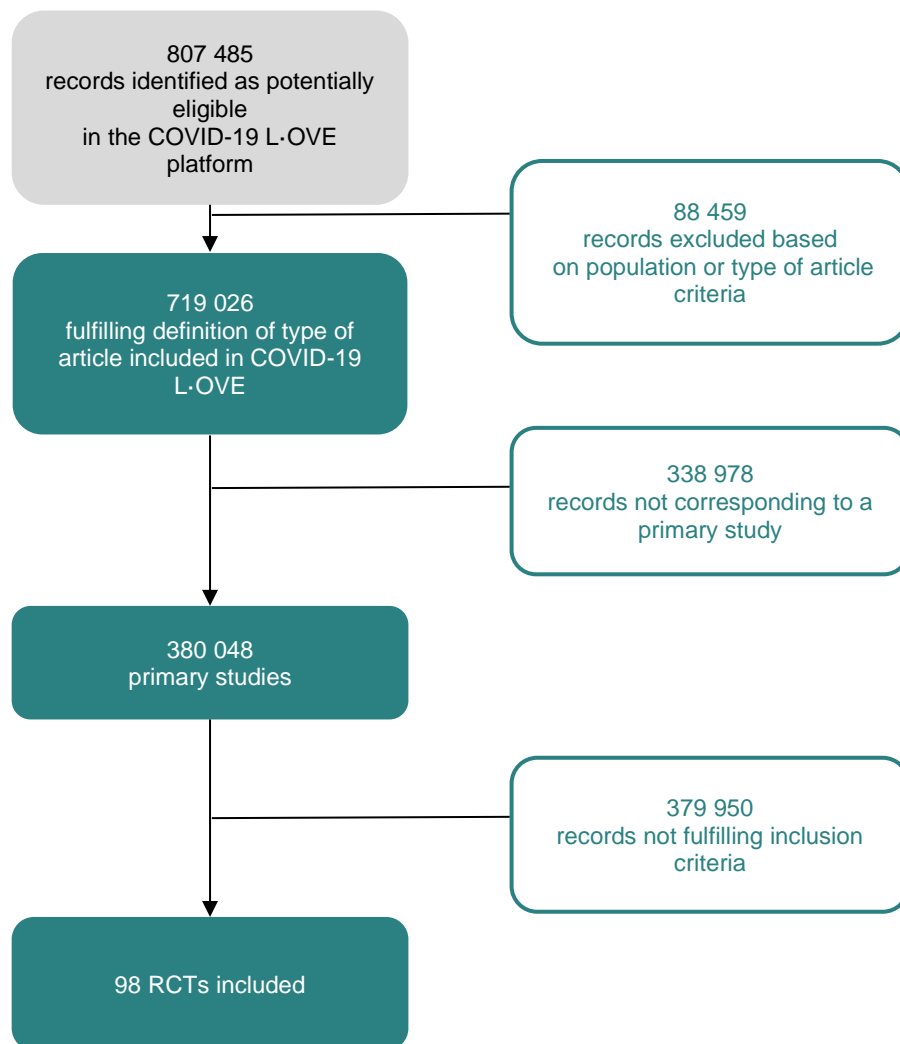 807 485
records identified as potentially
eligible
in the COVID-19 L·OVE
platform
88 459
records excluded based
on population or type of article
criteria
719 026
fulfilling definition of type of
article included in COVID-19
L·OVE
338 978
records not corresponding to a
primary study
380 048
primary studies
379 950
records not fulfilling inclusion
criteria
98 RCTs included